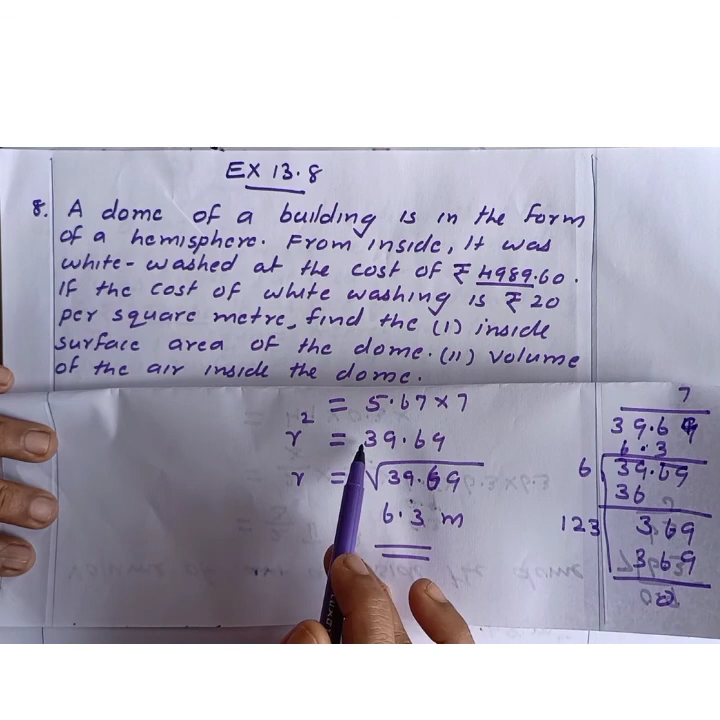 EX 13.8
8. A dome of a building is in the form
of a hemisphere. From inside, it was
white-washed at the cost of ₹ 4989.60.
If the cost of white washing is ₹ 20
per square metre, find the (i) inside
surface area of the dome. (ii) volume
of the air inside the dome.
= 5.67 × 7
r² = 39.69
r = √39.69
6.3 m
7
39.69
6.3
6 39.69
36
123 3.69
3.69